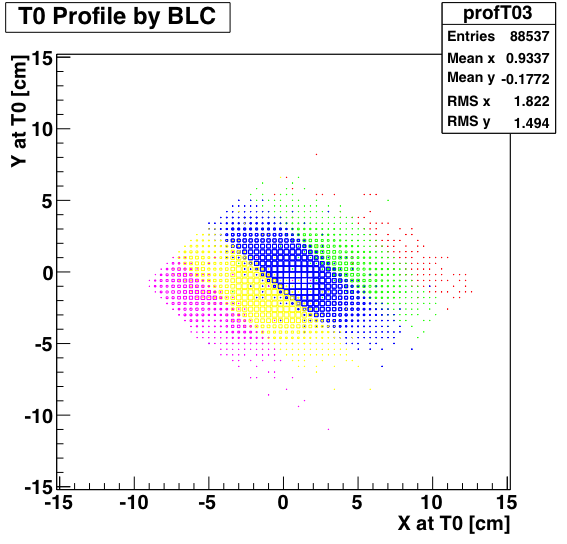 T0 Profile by BLC
profT03
Entries 88537
Mean x 0.9337
Mean y -0.1772
RMS x 1.822
RMS y 1.494
Y at T0 [cm]
15
10
5
0
-5
-10
-15
-15 -10 -5 0 5 10 15
X at T0 [cm]